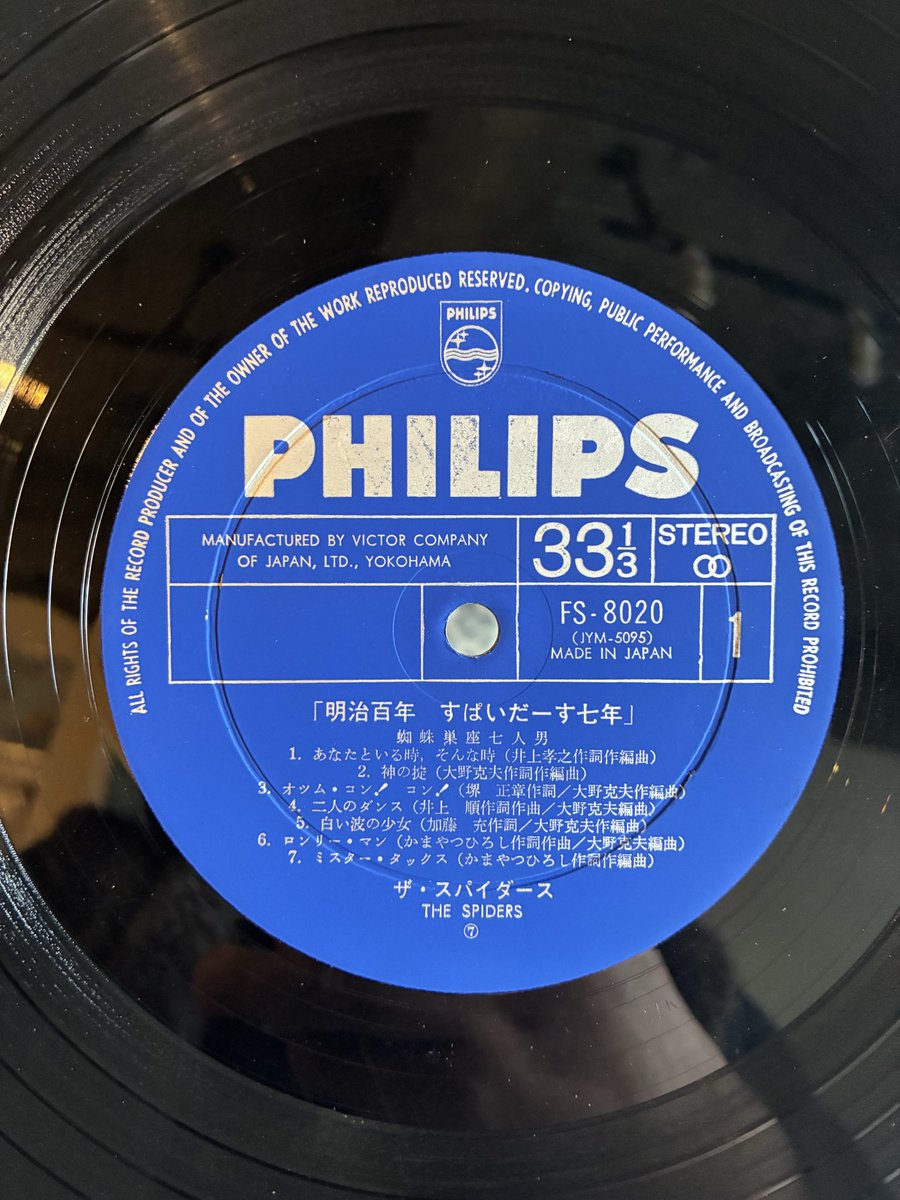 ALL RIGHTS OF THE RECORD PRODUCER AND OF THE OWNER OF THE WORK REPRODUCED RESERVED. COPYING, PUBLIC PERFORMANCE AND BROADCASTING OF THIS RECORD PROHIBITED
PHILIPS
PHILIPS
MANUFACTURED BY VICTOR COMPANY
OF JAPAN, LTD., YOKOHAMA
33 1/3
STEREO
FS-8020
(JYM-5095)
MADE IN JAPAN
1
「明治百年 すぱいだーす七年」
蜘蛛巣座七人男
1. あなたといる時，そんな時（井上孝之作詞作編曲）
2. 神の掟（大野克夫作詞作編曲）
3. オツム・コン！ コン！（堺 正章作詞／大野克夫作編曲）
4. 二人のダンス（井上 順作詞作曲／大野克夫編曲）
5. 白い波の少女（加藤 充作詞／大野克夫作編曲）
6. ロンリー・マン（かまやつひろし作詞作曲／大野克夫編曲）
7. ミスター・タックス（かまやつひろし作詞作編曲）
ザ・スパイダース
THE SPIDERS
⑦